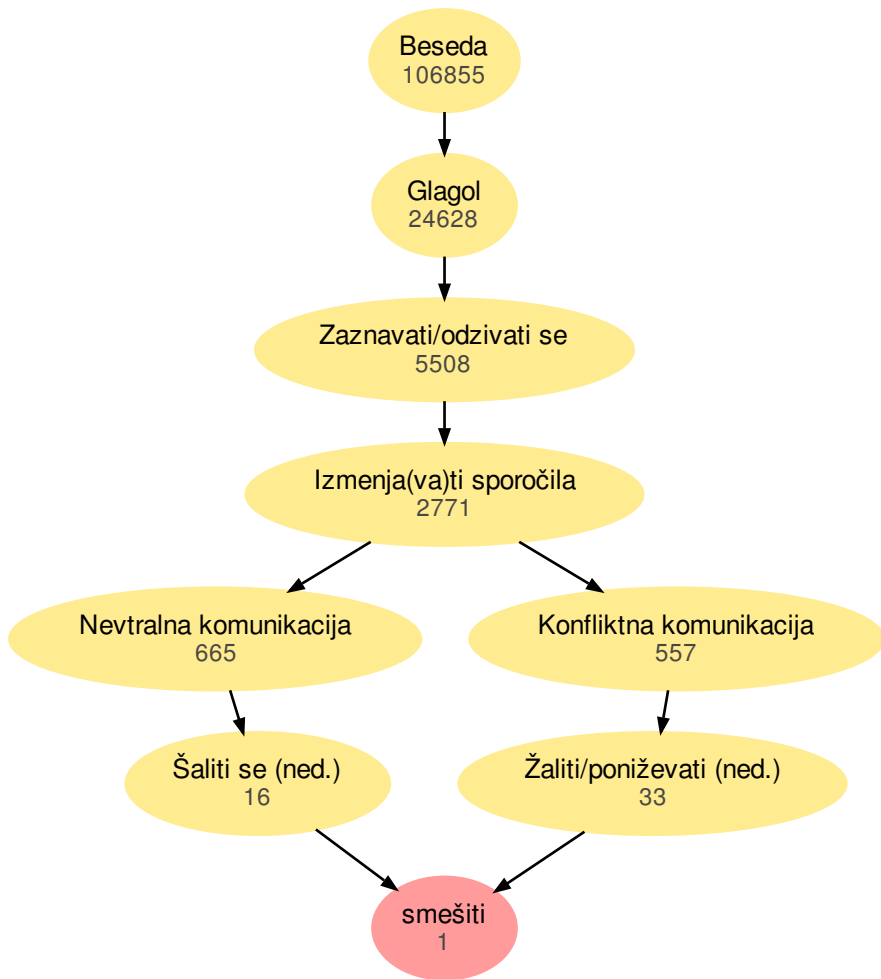 Beseda
106855
Glagol
24628
Zaznavati/odzivati se
5508
Izmenja(va)ti sporočila
2771
Nevtralna komunikacija
665
Konfliktna komunikacija
557
Šaliti se (ned.)
16
Žaliti/poniževati (ned.)
33
smešiti
1